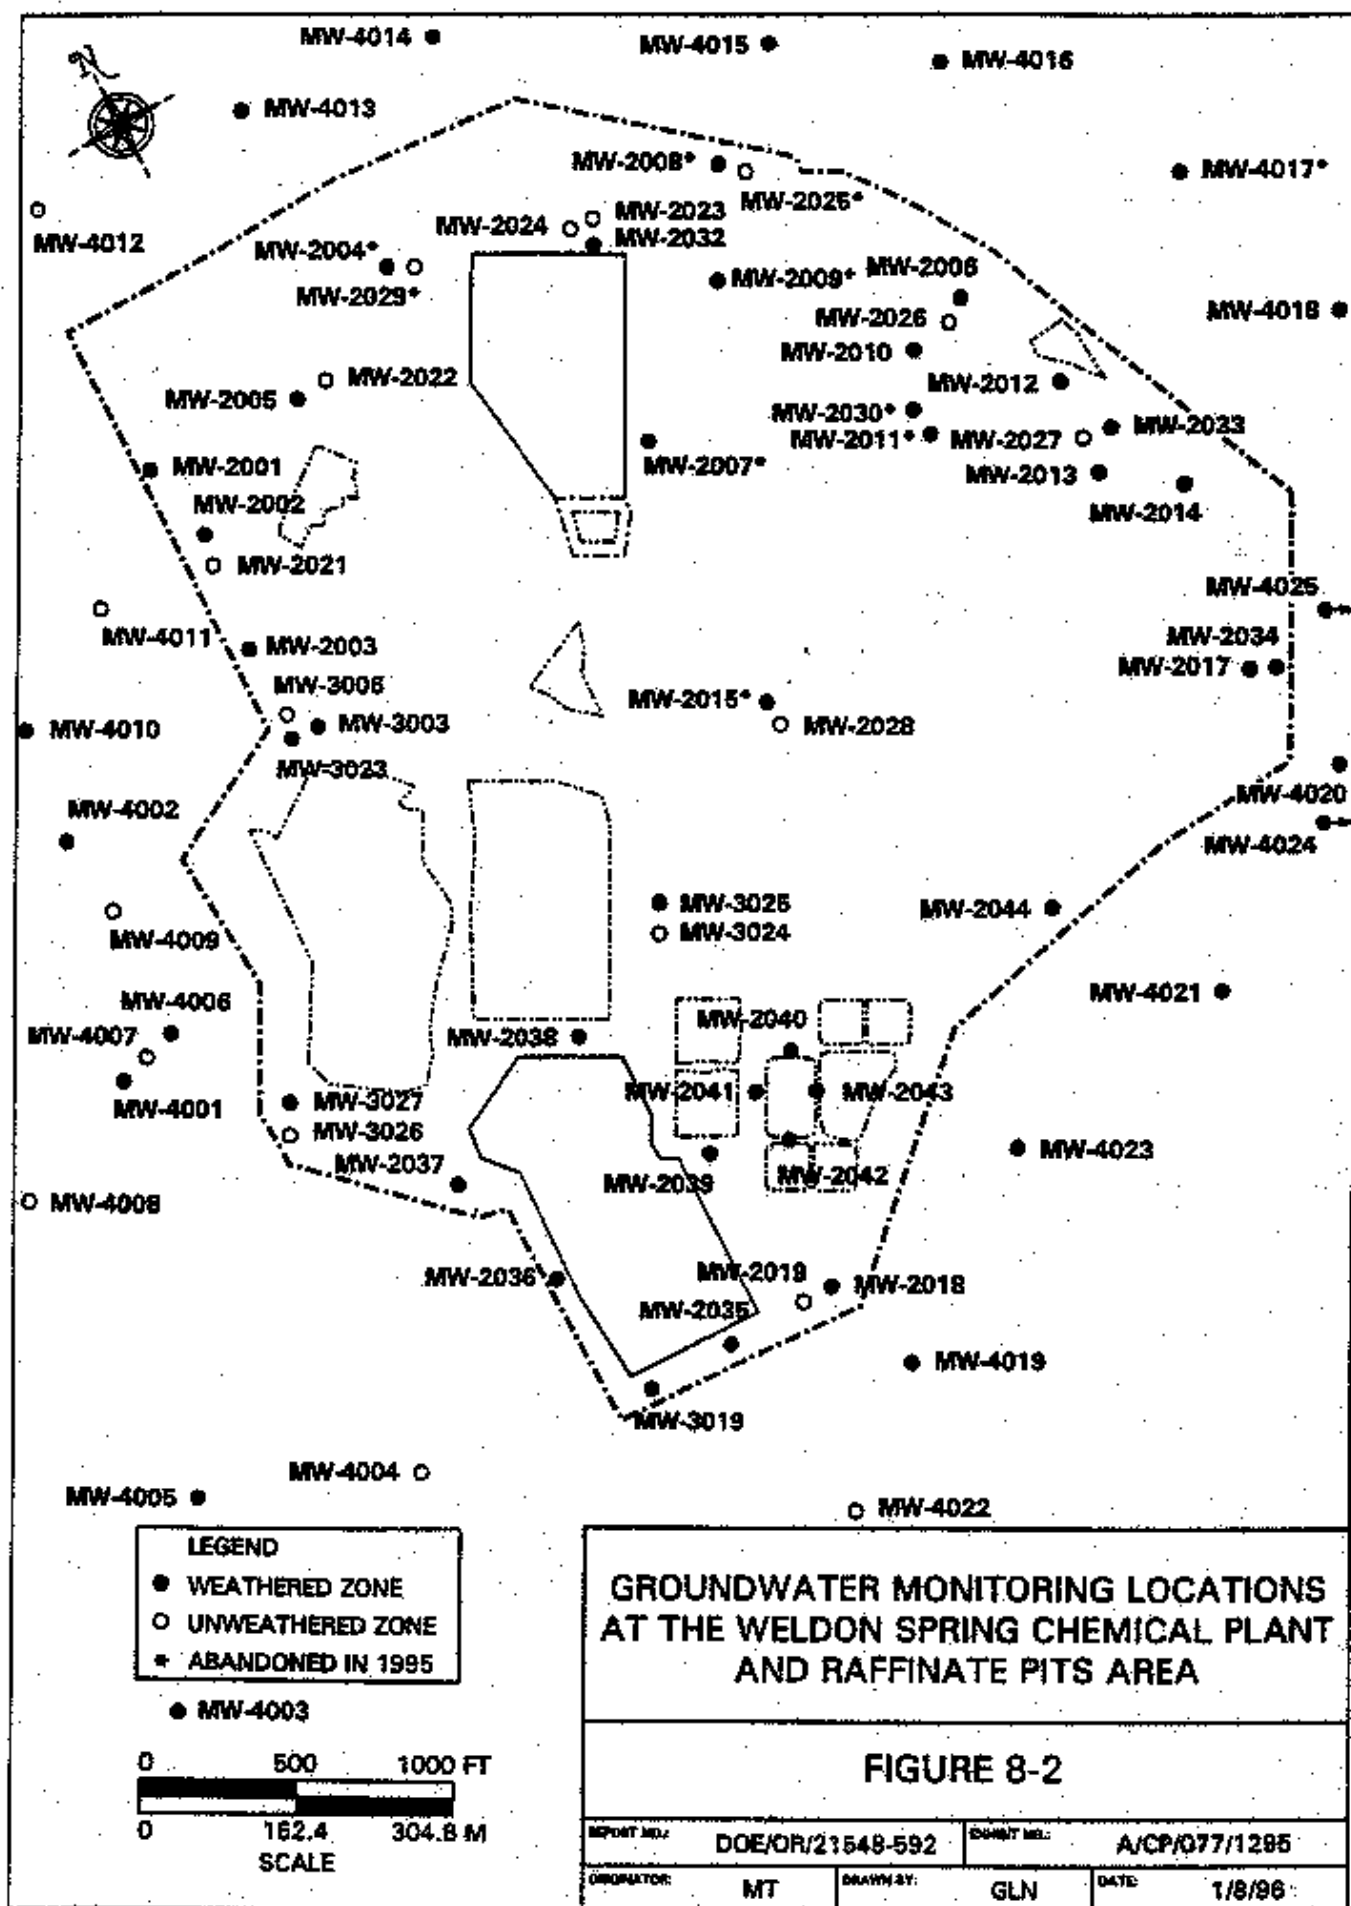 N
MW-4014
MW-4015
MW-4016
MW-4013
MW-2008*
MW-4017*
MW-2025*
MW-4012
MW-2024
MW-2023
MW-2032
MW-2004*
MW-2029*
MW-2009*
MW-2006
MW-2026
MW-4018
MW-2010
MW-2022
MW-2012
MW-2005
MW-2030*
MW-2011*
MW-2027
MW-2033
MW-2001
MW-2007*
MW-2013
MW-2002
MW-2014
MW-2021
MW-4025
MW-4011
MW-2003
MW-2034
MW-2017
MW-3006
MW-2015*
MW-4010
MW-3003
MW-2028
MW-3023
MW-4020
MW-4002
MW-4024
MW-3025
MW-2044
MW-4009
MW-3024
MW-4006
MW-4021
MW-4007
MW-2038
MW-2040
MW-4001
MW-3027
MW-2041
MW-2043
MW-3026
MW-4023
MW-2037
MW-2039
MW-2042
MW-4008
MW-2036
MW-2019
MW-2018
MW-2035
MW-4019
MW-3019
MW-4004
MW-4005
MW-4022
LEGEND
WEATHERED ZONE
UNWEATHERED ZONE
* ABANDONED IN 1995
MW-4003
0 500 1000 FT
0 152.4 304.8 M
SCALE
GROUNDWATER MONITORING LOCATIONS
AT THE WELDON SPRING CHEMICAL PLANT
AND RAFFINATE PITS AREA
FIGURE 8-2
REPORT NO.: DOE/OR/21548-592 EXHIBIT NO.: A/CP/077/1295
ORIGINATOR: MT DRAWN BY: GLN DATE: 1/8/96